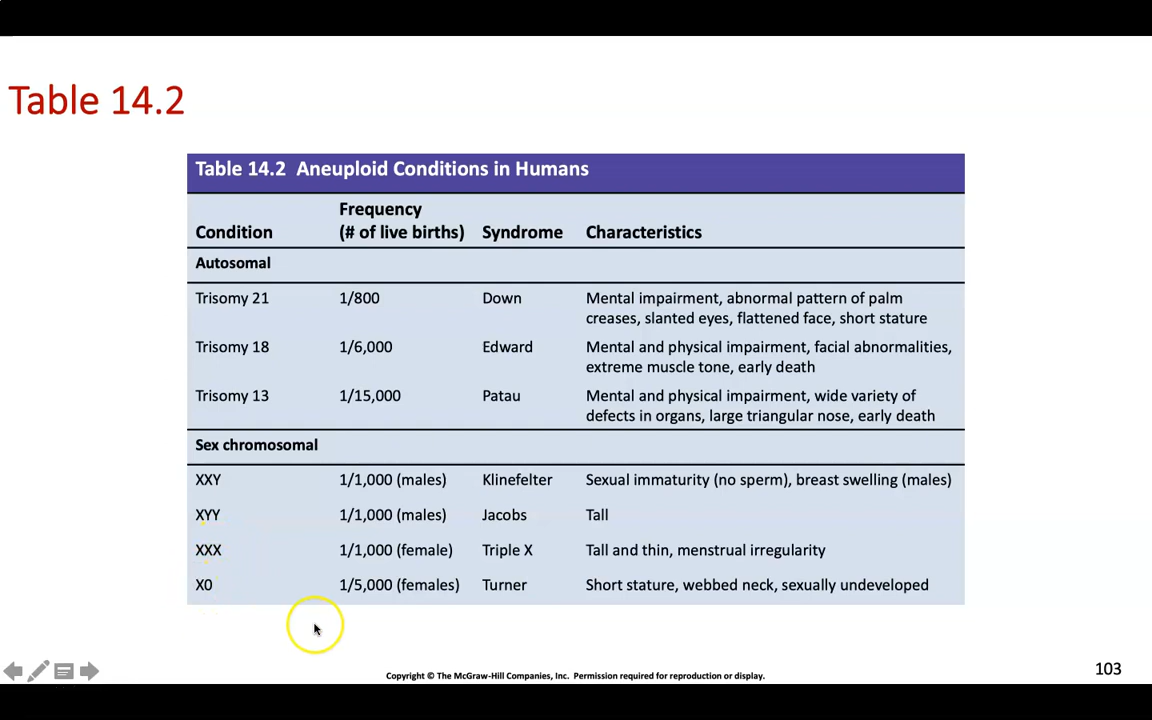 Table 14.2
Table 14.2 Aneuploid Conditions in Humans
Condition Frequency (# of live births) Syndrome Characteristics
Autosomal
Trisomy 21 1/800 Down Mental impairment, abnormal pattern of palm
creases, slanted eyes, flattened face, short stature
Trisomy 18 1/6,000 Edward Mental and physical impairment, facial abnormalities,
extreme muscle tone, early death
Trisomy 13 1/15,000 Patau Mental and physical impairment, wide variety of
defects in organs, large triangular nose, early death
Sex chromosomal
XXY 1/1,000 (males) Klinefelter Sexual immaturity (no sperm), breast swelling (males)
XYY 1/1,000 (males) Jacobs Tall
XXX 1/1,000 (female) Triple X Tall and thin, menstrual irregularity
X0 1/5,000 (females) Turner Short stature, webbed neck, sexually undeveloped
Copyright © The McGraw-Hill Companies, Inc. Permission required for reproduction or display.
103